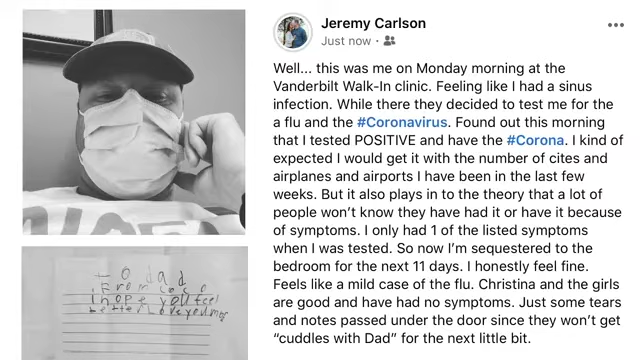 Jeremy Carlson
Just now
Well... this was me on Monday morning at the
Vanderbilt Walk-In clinic. Feeling like I had a sinus
infection. While there they decided to test me for the
a flu and the #Coronavirus. Found out this morning
that I tested POSITIVE and have the #Corona. I kind of
expected I would get it with the number of cites and
airplanes and airports I have been in the last few
weeks. But it also plays in to the theory that a lot of
people won't know they have had it or have it because
of symptoms. I only had 1 of the listed symptoms
when I was tested. So now I'm sequestered to the
bedroom for the next 11 days. I honestly feel fine.
Feels like a mild case of the flu. Christina and the girls
are good and have had no symptoms. Just some tears
and notes passed under the door since they won't get
“cuddles with Dad” for the next little bit.
to dad
From
i hope you feel
better Love you